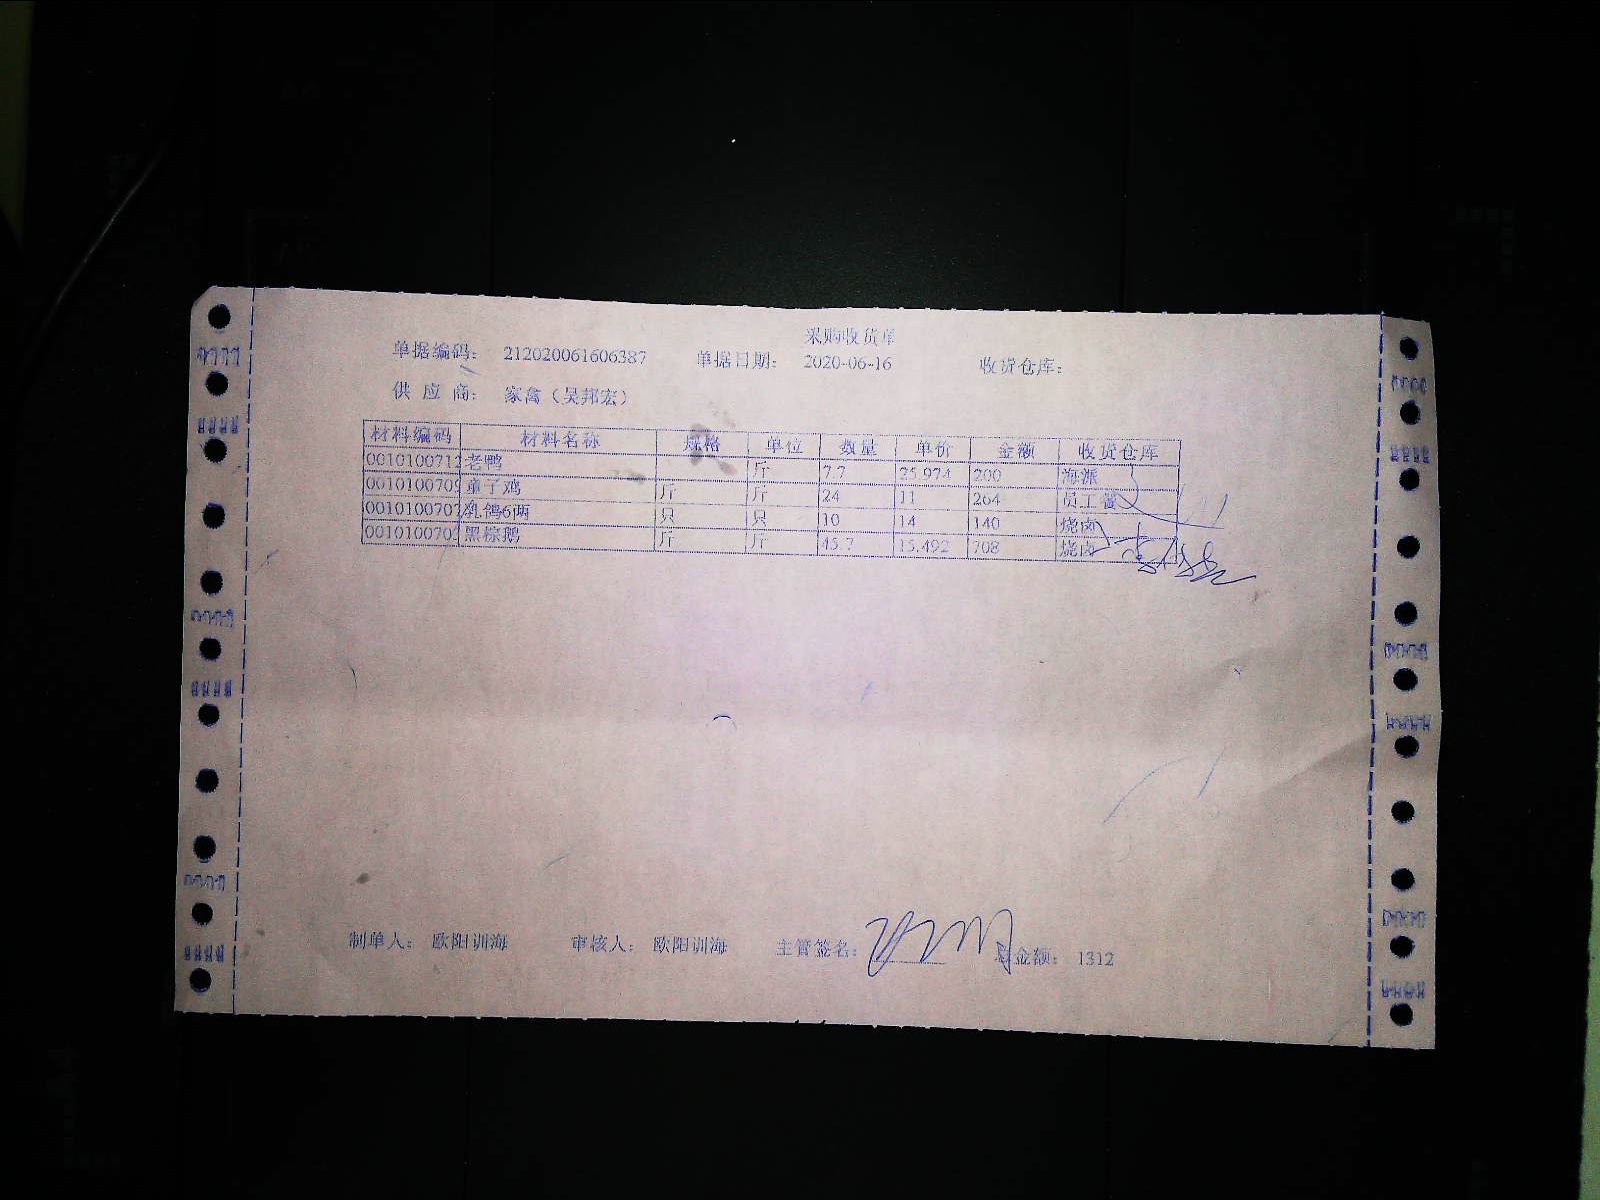 采购收货单
单据编码： 212020061606387 单据日期： 2020-06-16 收货仓库：
供 应 商： 家禽（吴邦宏）
材料编码 材料名称 规格 单位 数量 单价 金额 收货仓库
001010071 老鸭 斤 7.7 25.974 200 海派
001010070 童子鸡 斤 斤 24 11 264 员工餐
001010070 乳鸽6两 只 只 10 14 140 烧卤
001010070 黑棕鹅 斤 斤 45.7 15.492 708 烧卤
制单人： 欧阳训海 审核人： 欧阳训海 主管签名： 金额： 1312